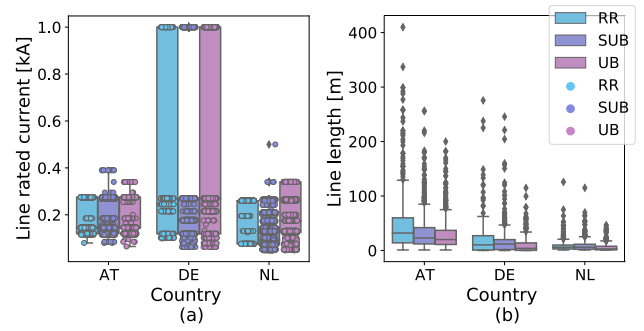 Line rated current [kA]
1.0
0.8
0.6
0.4
0.2
AT
DE
NL
Country
(a)
Line length [m]
400
300
200
100
0
AT
DE
NL
Country
(b)
RR
SUB
UB
RR
SUB
UB